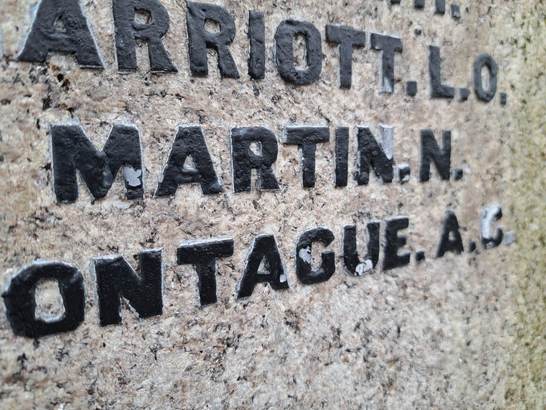 ARRIOTT. L.O.
MARTIN. N.
ONTAGUE. A.C.